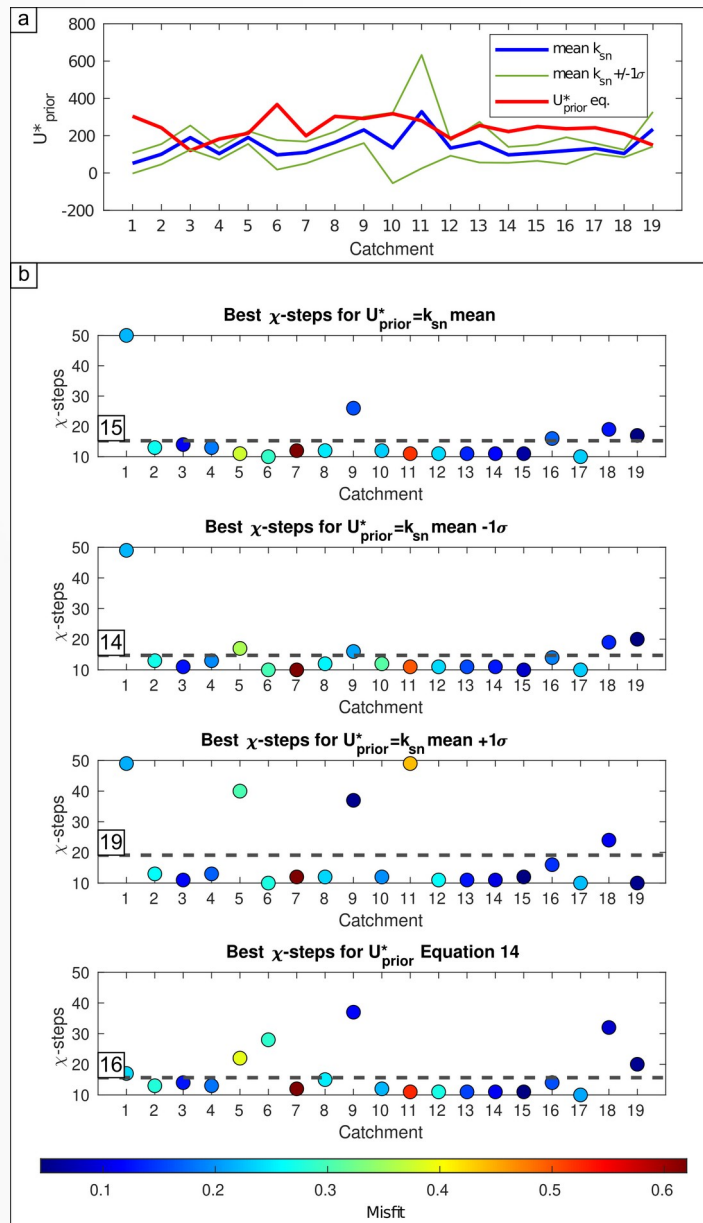 a
800
600
400
200
0
-200
U*prior
mean ksn
mean ksn +/-1σ
U*prior eq.
1 2 3 4 5 6 7 8 9 10 11 12 13 14 15 16 17 18 19
Catchment
b
Best χ-steps for U*prior=ksn mean
50
40
30
20
10
χ-steps
15
1 2 3 4 5 6 7 8 9 10 11 12 13 14 15 16 17 18 19
Catchment
Best χ-steps for U*prior=ksn mean -1σ
50
40
30
20
10
χ-steps
14
1 2 3 4 5 6 7 8 9 10 11 12 13 14 15 16 17 18 19
Catchment
Best χ-steps for U*prior=ksn mean +1σ
50
40
30
20
10
χ-steps
19
1 2 3 4 5 6 7 8 9 10 11 12 13 14 15 16 17 18 19
Catchment
Best χ-steps for U*prior Equation 14
50
40
30
20
10
χ-steps
16
1 2 3 4 5 6 7 8 9 10 11 12 13 14 15 16 17 18 19
Catchment
0.1 0.2 0.3 0.4 0.5 0.6
Misfit